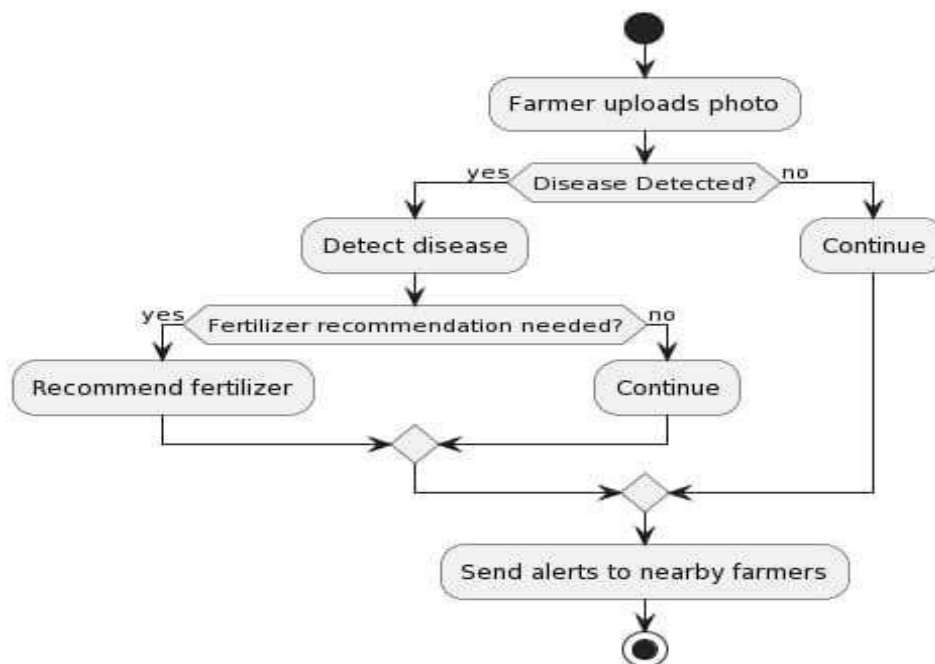 Farmer uploads photo
yes
Disease Detected?
no
Detect disease
Continue
yes
Fertilizer recommendation needed?
no
Recommend fertilizer
Continue
Send alerts to nearby farmers